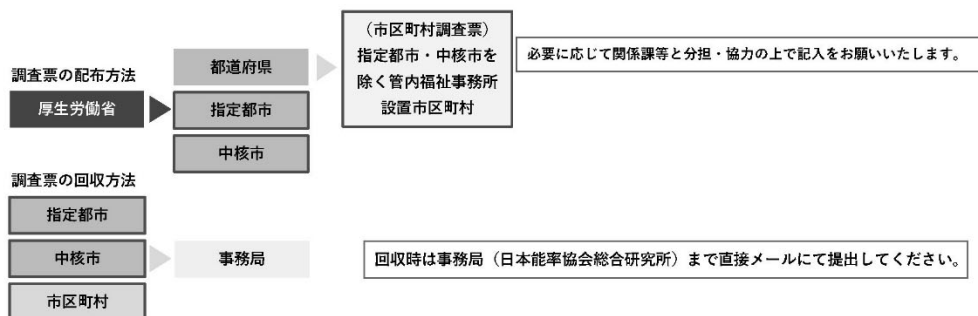 調査票の配布方法
厚生労働省
都道府県
指定都市
中核市
（市区町村調査票）
指定都市・中核市を
除く管内福祉事務所
設置市区町村
必要に応じて関係課等と分担・協力の上で記入をお願いいたします。
調査票の回収方法
指定都市
中核市
市区町村
事務局
回収時は事務局（日本能率協会総合研究所）まで直接メールにて提出してください。